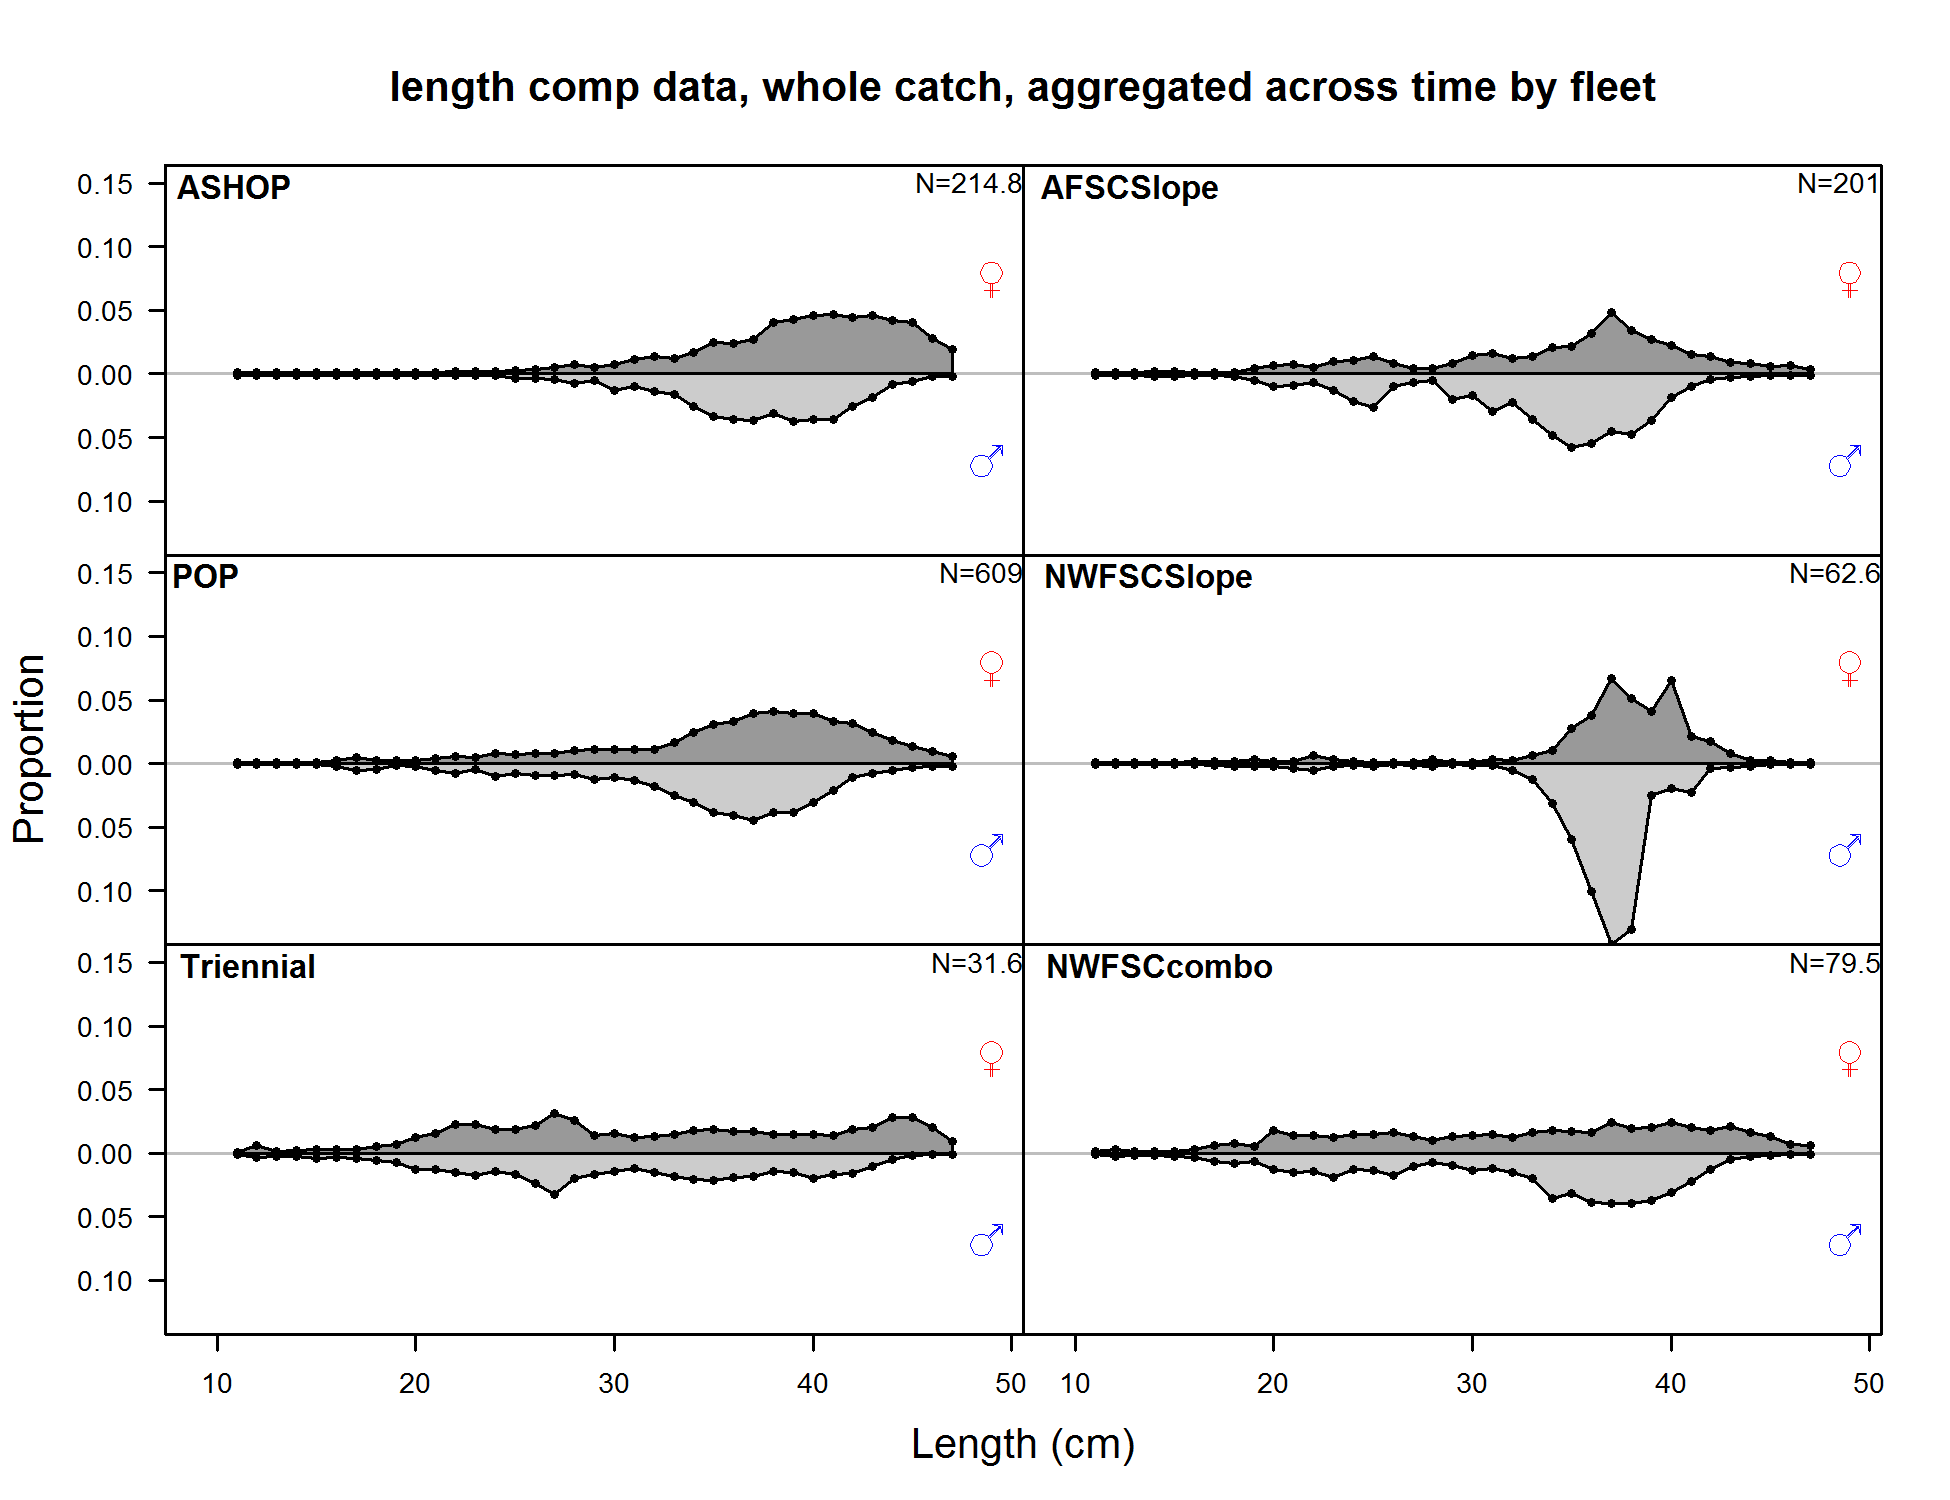 length comp data, whole catch, aggregated across time by fleet
0.15
ASHOP
N=214.8
AFSCSlope
N=201
0.10
0.05
0.00
0.05
0.10
0.15
POP
N=609
NWFSCSlope
N=62.6
0.10
0.05
0.00
0.05
0.10
0.15
Triennial
N=31.6
NWFSCcombo
N=79.5
0.10
0.05
0.00
0.05
0.10
Proportion
10 20 30 40 50 10 20 30 40 50
Length (cm)